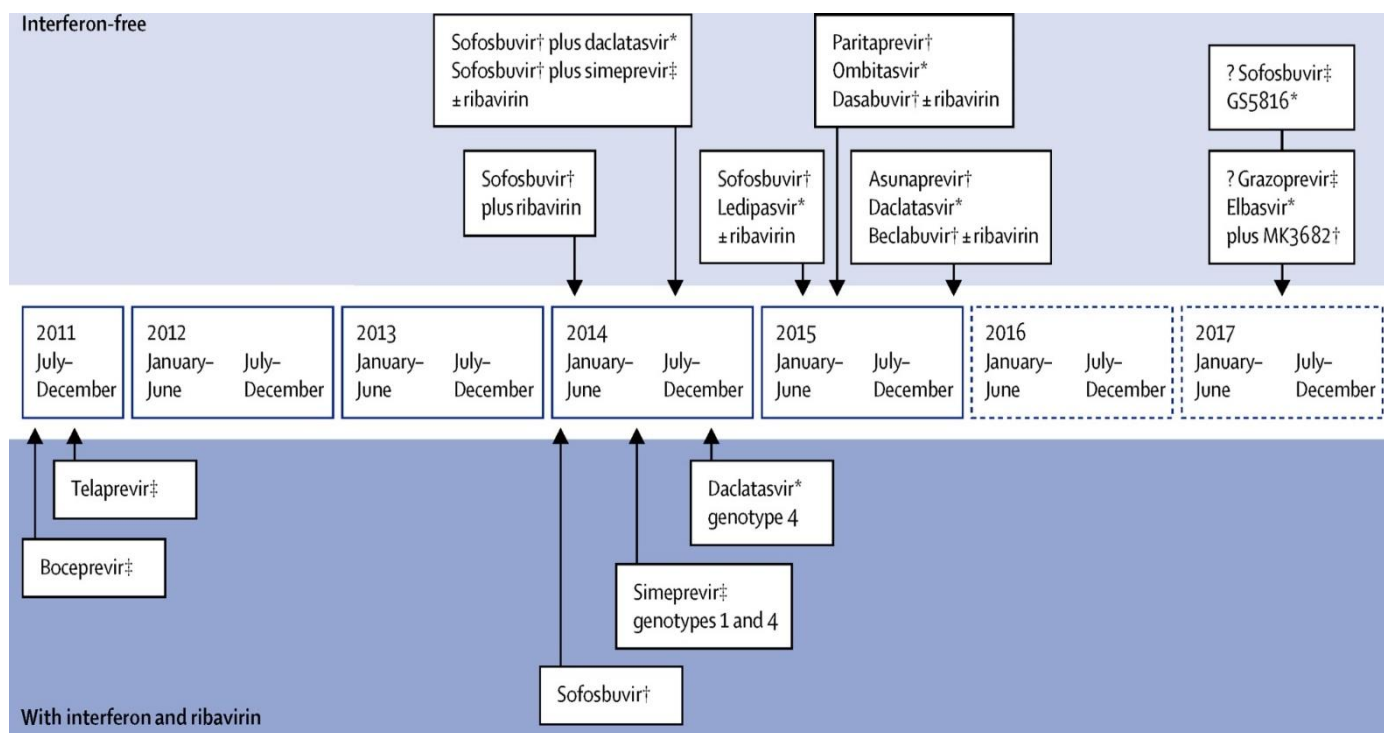 Interferon-free
Sofosbuvir† plus daclatasvir*
Sofosbuvir† plus simeprevir‡
± ribavirin
Paritaprevir†
Ombitasvir*
Dasabuvir† ± ribavirin
? Sofosbuvir‡
GS5816*
Sofosbuvir†
plus ribavirin
Sofosbuvir†
Ledipasvir*
± ribavirin
Asunaprevir†
Daclatasvir*
Beclabuvir† ± ribavirin
? Grazoprevir‡
Elbasvir*
plus MK3682†
2011
July–
December
2012
January–
June
July–
December
2013
January–
June
July–
December
2014
January–
June
July–
December
2015
January–
June
July–
December
2016
January–
June
July–
December
2017
January–
June
July–
December
Telaprevir‡
Boceprevir‡
Daclatasvir*
genotype 4
Simeprevir‡
genotypes 1 and 4
Sofosbuvir†
With interferon and ribavirin